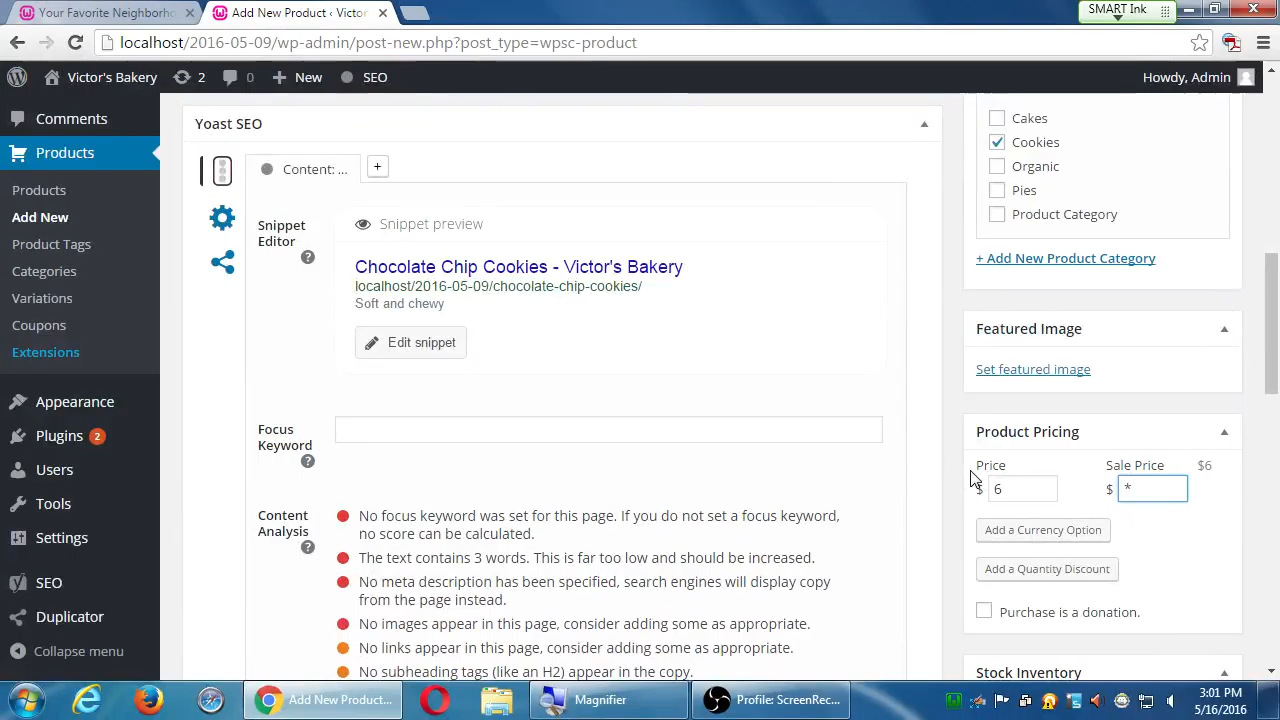 Your Favorite Neighborho
Add New Product ‹ Victor
SMART Ink
localhost/2016-05-09/wp-admin/post-new.php?post_type=wpsc-product
Victor's Bakery
2
0
New
SEO
Howdy, Admin
Comments
Products
Products
Add New
Product Tags
Categories
Variations
Coupons
Extensions
Appearance
Plugins 2
Users
Tools
Settings
SEO
Duplicator
Collapse menu
Yoast SEO
Content: ...
+
Snippet
Editor
?
Snippet preview
Chocolate Chip Cookies - Victor's Bakery
localhost/2016-05-09/chocolate-chip-cookies/
Soft and chewy
Edit snippet
Focus
Keyword
?
Content
Analysis
?
No focus keyword was set for this page. If you do not set a focus keyword,
no score can be calculated.
The text contains 3 words. This is far too low and should be increased.
No meta description has been specified, search engines will display copy
from the page instead.
No images appear in this page, consider adding some as appropriate.
No links appear in this page, consider adding some as appropriate.
No subheading tags (like an H2) appear in the copy.
Cakes
Cookies
Organic
Pies
Product Category
+ Add New Product Category
Featured Image
Set featured image
Product Pricing
Price
Sale Price
$6
$ 6
$ *
Add a Currency Option
Add a Quantity Discount
Purchase is a donation.
Stock Inventory
Add New Product...
Magnifier
Profile: ScreenRec...
3:01 PM
5/16/2016